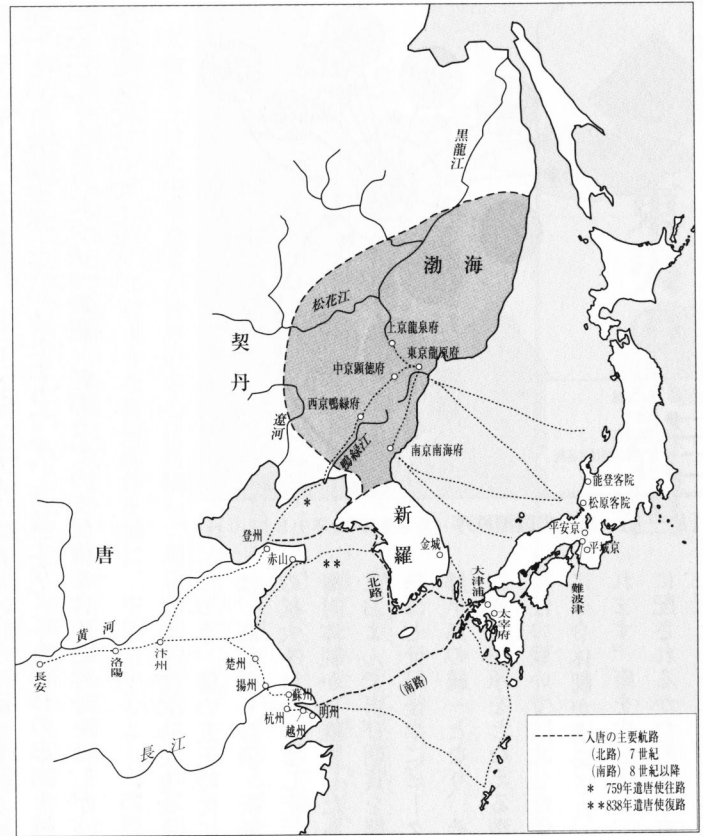 黒龍江
渤海
松花江
契丹
上京龍泉府
東京龍原府
中京顕徳府
西京鴨緑府
遼河
鴨緑江
南京南海府
*
能登客院
松原客院
登州
新羅
平安京
唐
赤山
**
金城
平城京
(北路)
大津浦
太宰府
難波津
黄河
長安
洛陽
汴州
楚州
揚州
(南路)
蘇州
杭州
明州
越州
長江
入唐の主要航路
(北路) 7世紀
(南路) 8世紀以降
* 759年遣唐使往路
**838年遣唐使復路